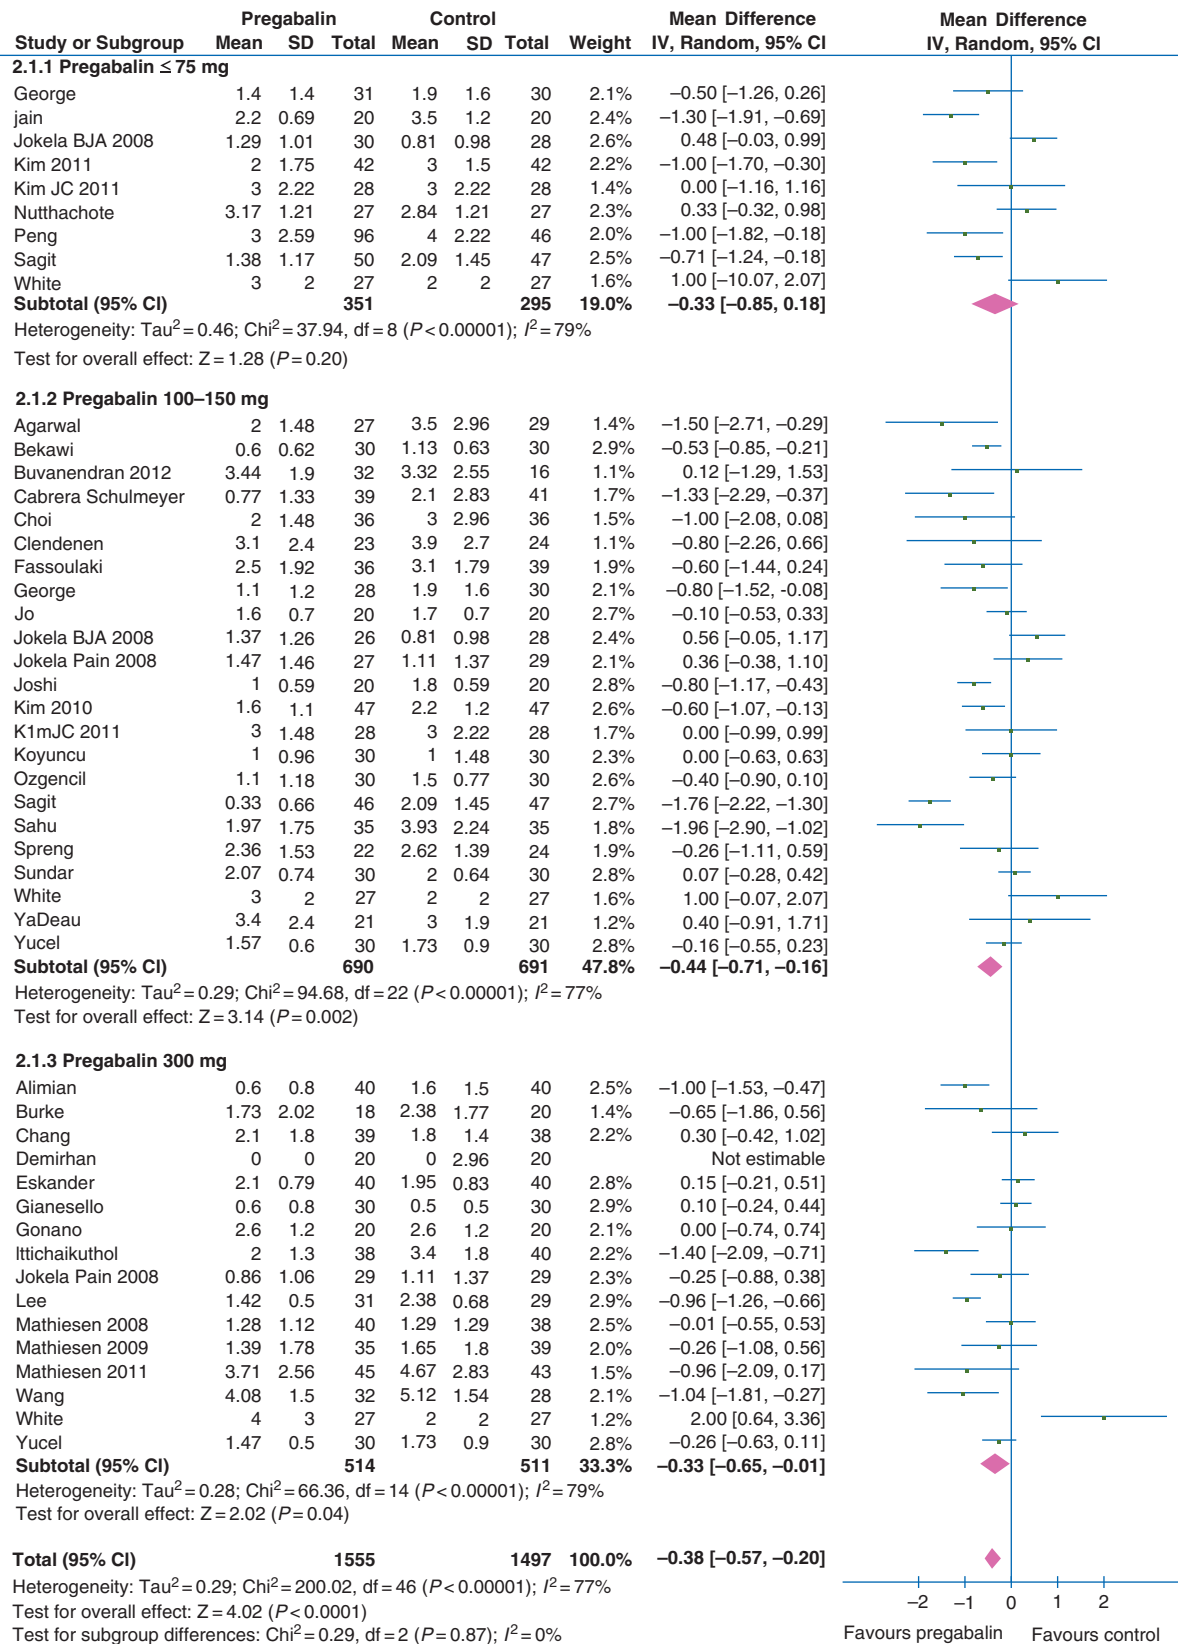 Pregabalin Control Mean Difference Mean Difference
Study or Subgroup Mean SD Total Mean SD Total Weight IV, Random, 95% CI IV, Random, 95% CI
2.1.1 Pregabalin ≤ 75 mg
George 1.4 1.4 31 1.9 1.6 30 2.1% −0.50 [−1.26, 0.26]
jain 2.2 0.69 20 3.5 1.2 20 2.4% −1.30 [−1.91, −0.69]
Jokela BJA 2008 1.29 1.01 30 0.81 0.98 28 2.6% 0.48 [−0.03, 0.99]
Kim 2011 2 1.75 42 3 1.5 42 2.2% −1.00 [−1.70, −0.30]
Kim JC 2011 3 2.22 28 3 2.22 28 1.4% 0.00 [−1.16, 1.16]
Nutthachote 3.17 1.21 27 2.84 1.21 27 2.3% 0.33 [−0.32, 0.98]
Peng 3 2.59 96 4 2.22 46 2.0% −1.00 [−1.82, −0.18]
Sagit 1.38 1.17 50 2.09 1.45 47 2.5% −0.71 [−1.24, −0.18]
White 3 2 27 2 2 27 1.6% 1.00 [−10.07, 2.07]
Subtotal (95% CI) 351 295 19.0% −0.33 [−0.85, 0.18]
Heterogeneity: Tau² = 0.46; Chi² = 37.94, df = 8 (P < 0.00001); I² = 79%
Test for overall effect: Z = 1.28 (P = 0.20)
2.1.2 Pregabalin 100–150 mg
Agarwal 2 1.48 27 3.5 2.96 29 1.4% −1.50 [−2.71, −0.29]
Bekawi 0.6 0.62 30 1.13 0.63 30 2.9% −0.53 [−0.85, −0.21]
Buvanendran 2012 3.44 1.9 32 3.32 2.55 16 1.1% 0.12 [−1.29, 1.53]
Cabrera Schulmeyer 0.77 1.33 39 2.1 2.83 41 1.7% −1.33 [−2.29, −0.37]
Choi 2 1.48 36 3 2.96 36 1.5% −1.00 [−2.08, 0.08]
Clendenen 3.1 2.4 23 3.9 2.7 24 1.1% −0.80 [−2.26, 0.66]
Fassoulaki 2.5 1.92 36 3.1 1.79 39 1.9% −0.60 [−1.44, 0.24]
George 1.1 1.2 28 1.9 1.6 30 2.1% −0.80 [−1.52, -0.08]
Jo 1.6 0.7 20 1.7 0.7 20 2.7% −0.10 [−0.53, 0.33]
Jokela BJA 2008 1.37 1.26 26 0.81 0.98 28 2.4% 0.56 [−0.05, 1.17]
Jokela Pain 2008 1.47 1.46 27 1.11 1.37 29 2.1% 0.36 [−0.38, 1.10]
Joshi 1 0.59 20 1.8 0.59 20 2.8% −0.80 [−1.17, −0.43]
Kim 2010 1.6 1.1 47 2.2 1.2 47 2.6% −0.60 [−1.07, −0.13]
K1mJC 2011 3 1.48 28 3 2.22 28 1.7% 0.00 [−0.99, 0.99]
Koyuncu 1 0.96 30 1 1.48 30 2.3% 0.00 [−0.63, 0.63]
Ozgencil 1.1 1.18 30 1.5 0.77 30 2.6% −0.40 [−0.90, 0.10]
Sagit 0.33 0.66 46 2.09 1.45 47 2.7% −1.76 [−2.22, −1.30]
Sahu 1.97 1.75 35 3.93 2.24 35 1.8% −1.96 [−2.90, −1.02]
Spreng 2.36 1.53 22 2.62 1.39 24 1.9% −0.26 [−1.11, 0.59]
Sundar 2.07 0.74 30 2 0.64 30 2.8% 0.07 [−0.28, 0.42]
White 3 2 27 2 2 27 1.6% 1.00 [−0.07, 2.07]
YaDeau 3.4 2.4 21 3 1.9 21 1.2% 0.40 [−0.91, 1.71]
Yucel 1.57 0.6 30 1.73 0.9 30 2.8% −0.16 [−0.55, 0.23]
Subtotal (95% CI) 690 691 47.8% −0.44 [−0.71, −0.16]
Heterogeneity: Tau² = 0.29; Chi² = 94.68, df = 22 (P < 0.00001); I² = 77%
Test for overall effect: Z = 3.14 (P = 0.002)
2.1.3 Pregabalin 300 mg
Alimian 0.6 0.8 40 1.6 1.5 40 2.5% −1.00 [−1.53, −0.47]
Burke 1.73 2.02 18 2.38 1.77 20 1.4% −0.65 [−1.86, 0.56]
Chang 2.1 1.8 39 1.8 1.4 38 2.2% 0.30 [−0.42, 1.02]
Demirhan 0 0 20 0 2.96 20 Not estimable
Eskander 2.1 0.79 40 1.95 0.83 40 2.8% 0.15 [−0.21, 0.51]
Gianesello 0.6 0.8 30 0.5 0.5 30 2.9% 0.10 [−0.24, 0.44]
Gonano 2.6 1.2 20 2.6 1.2 20 2.1% 0.00 [−0.74, 0.74]
Ittichaikuthol 2 1.3 38 3.4 1.8 40 2.2% −1.40 [−2.09, −0.71]
Jokela Pain 2008 0.86 1.06 29 1.11 1.37 29 2.3% −0.25 [−0.88, 0.38]
Lee 1.42 0.5 31 2.38 0.68 29 2.9% −0.96 [−1.26, −0.66]
Mathiesen 2008 1.28 1.12 40 1.29 1.29 38 2.5% −0.01 [−0.55, 0.53]
Mathiesen 2009 1.39 1.78 35 1.65 1.8 39 2.0% −0.26 [−1.08, 0.56]
Mathiesen 2011 3.71 2.56 45 4.67 2.83 43 1.5% −0.96 [−2.09, 0.17]
Wang 4.08 1.5 32 5.12 1.54 28 2.1% −1.04 [−1.81, −0.27]
White 4 3 27 2 2 27 1.2% 2.00 [0.64, 3.36]
Yucel 1.47 0.5 30 1.73 0.9 30 2.8% −0.26 [−0.63, 0.11]
Subtotal (95% CI) 514 511 33.3% −0.33 [−0.65, −0.01]
Heterogeneity: Tau² = 0.28; Chi² = 66.36, df = 14 (P < 0.00001); I² = 79%
Test for overall effect: Z = 2.02 (P = 0.04)
Total (95% CI) 1555 1497 100.0% −0.38 [−0.57, −0.20]
Heterogeneity: Tau² = 0.29; Chi² = 200.02, df = 46 (P < 0.00001); I² = 77%
−2 −1 0 1 2
Test for overall effect: Z = 4.02 (P < 0.0001)
Test for subgroup differences: Chi² = 0.29, df = 2 (P = 0.87); I² = 0%
Favours pregabalin Favours control